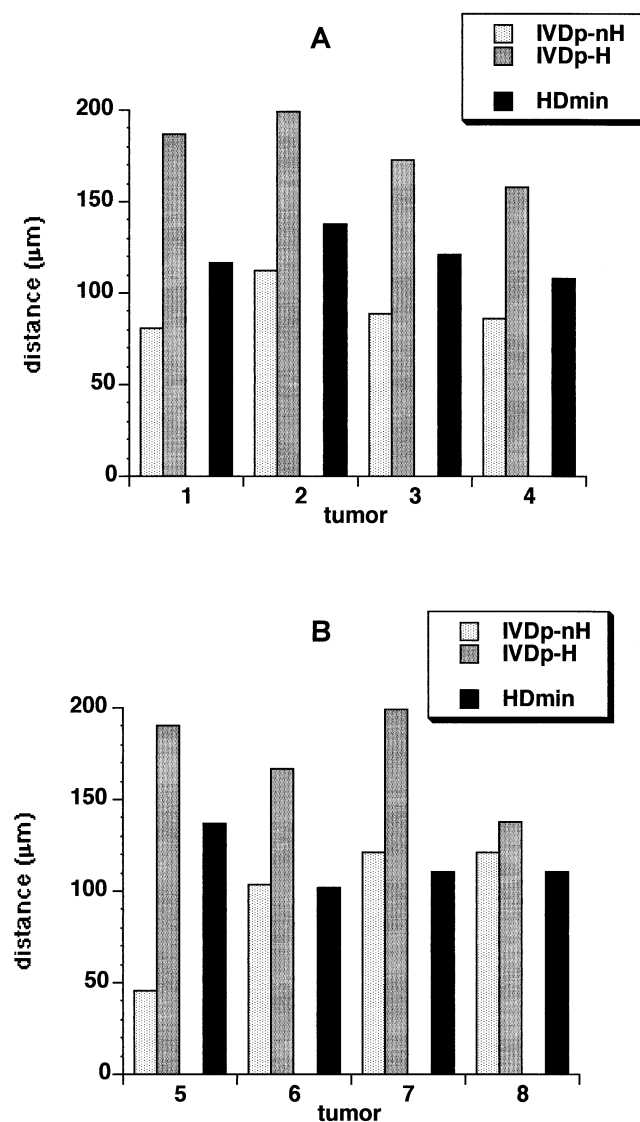 A
IVDp-nH
IVDp-H
HDmin
distance (µm)
200
150
100
50
0
1 2 3 4
tumor
B
IVDp-nH
IVDp-H
HDmin
distance (µm)
200
150
100
50
0
5 6 7 8
tumor